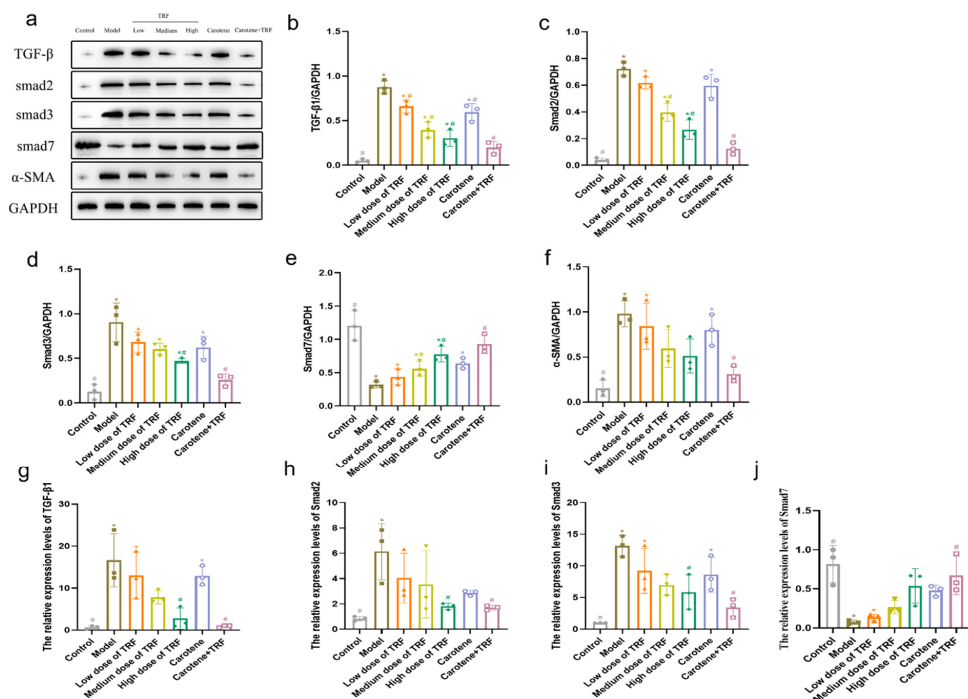 a
TRF
Control Model Low Medium High Carotene Carotene+TRF
TGF-β
smad2
smad3
smad7
α-SMA
GAPDH
b
TGF-β1/GAPDH
1.5
1.0
0.5
0.0
* * # * # * # * # # #
Control
Model
Low dose of TRF
Medium dose of TRF
High dose of TRF
Carotene
Carotene+TRF
c
Smad2/GAPDH
1.0
0.8
0.6
0.4
0.2
0.0
Control
Model
Low dose of TRF
Medium dose of TRF
High dose of TRF
Carotene
Carotene+TRF
d
Smad3/GAPDH
1.5
1.0
0.5
0.0
Control
Model
Low dose of TRF
Medium dose of TRF
High dose of TRF
Carotene
Carotene+TRF
e
Smad7/GAPDH
2.0
1.5
1.0
0.5
0.0
Control
Model
Low dose of TRF
Medium dose of TRF
High dose of TRF
Carotene
Carotene+TRF
f
α-SMA/GAPDH
1.5
1.0
0.5
0.0
Control
Model
Low dose of TRF
Medium dose of TRF
High dose of TRF
Carotene
Carotene+TRF
g
The relative expression levels of TGF-β1
30
20
10
0
Control
Model
Low dose of TRF
Medium dose of TRF
High dose of TRF
Carotene
Carotene+TRF
h
The relative expression levels of Smad2
10
8
6
4
2
0
Control
Model
Low dose of TRF
Medium dose of TRF
High dose of TRF
Carotene
Carotene+TRF
i
The relative expression levels of Smad3
20
15
10
5
0
Control
Model
Low dose of TRF
Medium dose of TRF
High dose of TRF
Carotene
Carotene+TRF
j
The relative expression levels of Smad7
1.5
1.0
0.5
0.0
Control
Model
Low dose of TRF
Medium dose of TRF
High dose of TRF
Carotene
Carotene+TRF